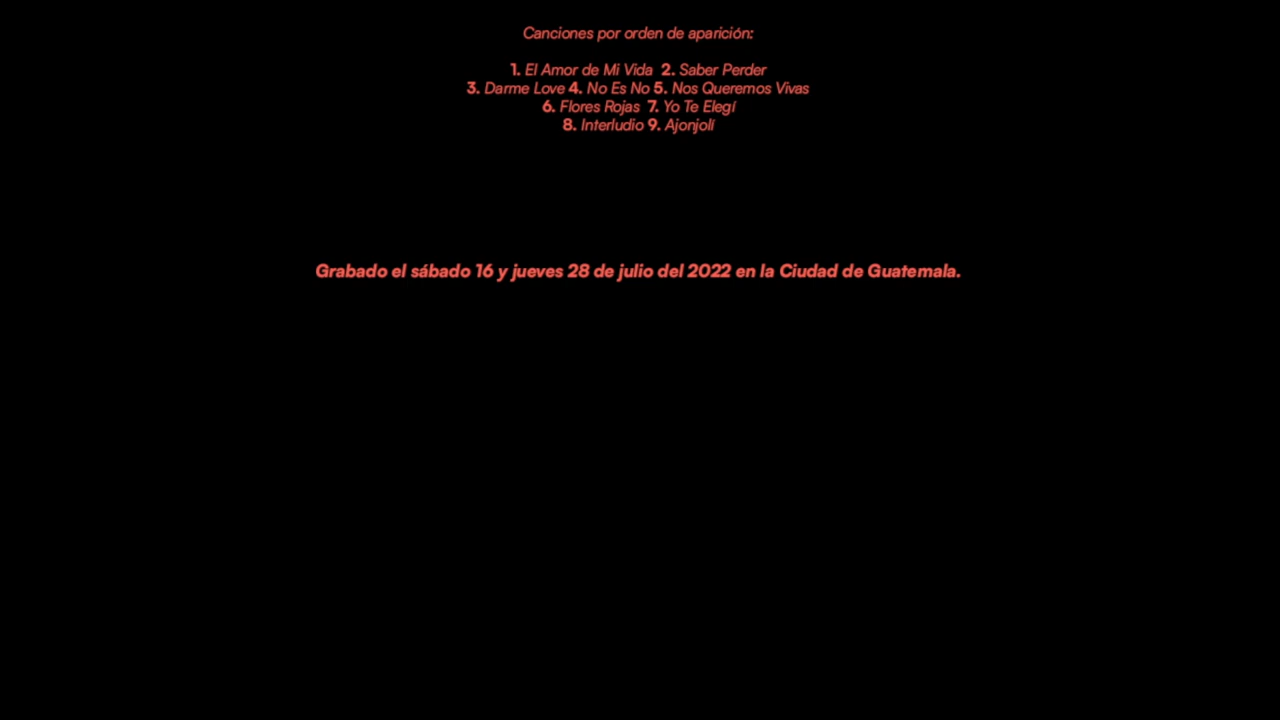 Canciones por orden de aparición:
1. El Amor de Mi Vida 2. Saber Perder
3. Darme Love 4. No Es No 5. Nos Queremos Vivas
6. Flores Rojas 7. Yo Te Elegí
8. Interludio 9. Ajonjolí
Grabado el sábado 16 y jueves 28 de julio del 2022 en la Ciudad de Guatemala.